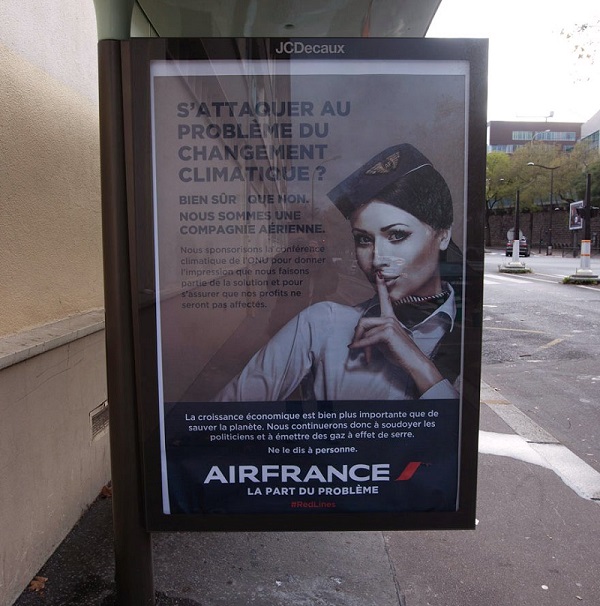 JCDecaux
S'ATTAQUER AU
PROBLÈME DU
CHANGEMENT
CLIMATIQUE ?
BIEN SÛR QUE NON.
NOUS SOMMES UNE
COMPAGNIE AÉRIENNE.
Nous sponsorisons la conférence
climatique de l'ONU pour donner
l'impression que nous faisons
partie de la solution et pour
s'assurer que nos profits ne
seront pas affectés.
La croissance économique est bien plus importante que de
sauver la planète. Nous continuerons donc à soudoyer les
politiciens et à émettre des gaz à effet de serre.
Ne le dis à personne.
AIRFRANCE
LA PART DU PROBLÈME
#RedLines